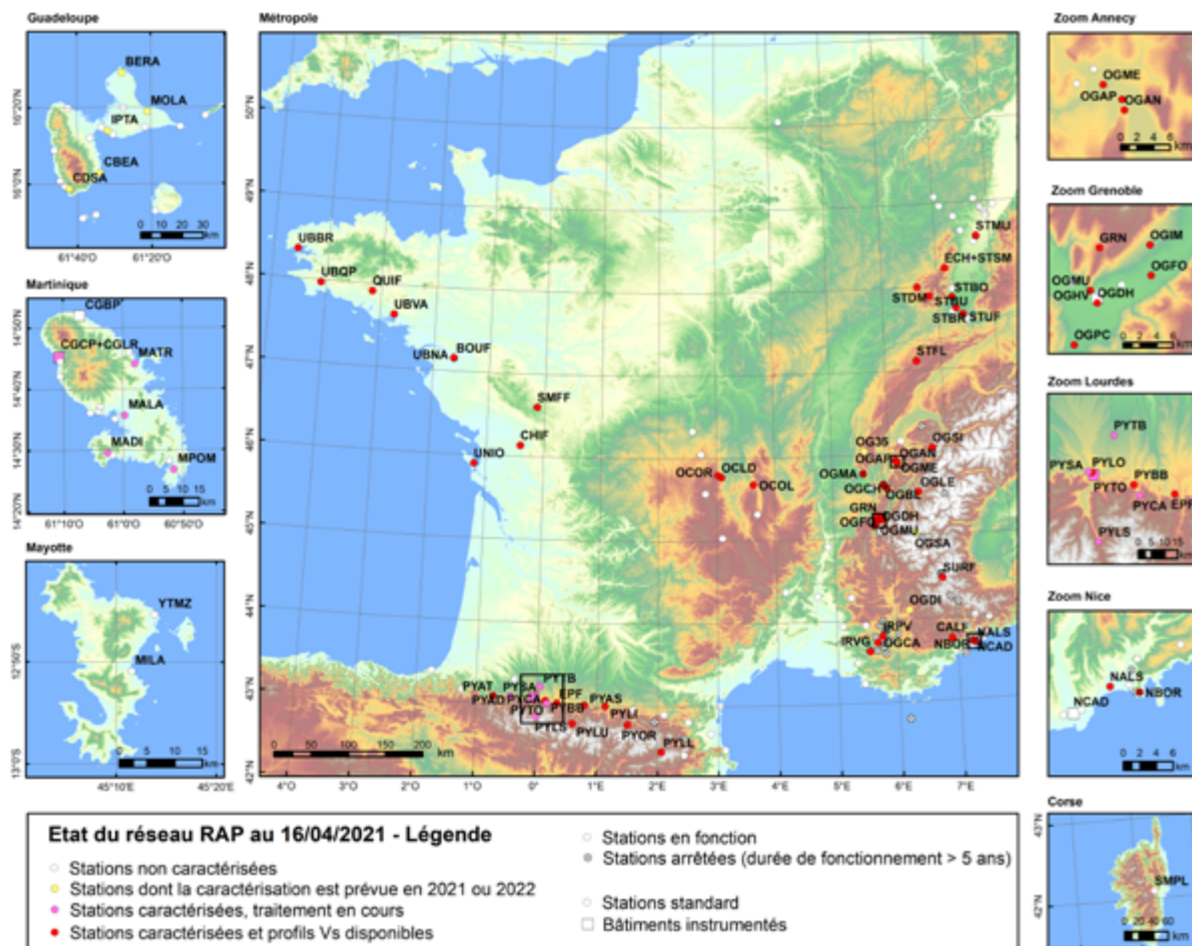 Guadeloupe
BERA
MOLA
IPTA
CBEA
CDSA
16°20'N
16°0'N
0 10 20 30 km
61°40'W 61°20'W
Martinique
CGBP
CGCP+CGLR
MATR
MALA
MADI
MPOM
14°50'N
14°40'N
14°30'N
14°20'N
0 5 10 15 km
61°10'W 61°0'W 60°50'W
Mayotte
YTMZ
MILA
13°0'S
0 5 10 15 km
45°10'E 45°20'E
Métropole
50°N
49°N
48°N
47°N
46°N
45°N
44°N
43°N
42°N
UBBR
UBQP
QUIF
UBVA
UBNA BOUF
SMFF
CHIF
UNIO
STMU
ECH+STSM
STDM
STBO
STBU
STBR STUF
STFL
OG35
OGSI
OGAN
OGAP
OGME
OGMA
OGCH
OGLE
OGBL
OCOR OCLD
OCOL
GRN
OGDH
OGFO
OGMU
OGSA
SURF
OGDI
IRPV
IRVG OGCA
CALF
NALS
NBOR NCAD
PYAT
PYSA
PYTB
PYAD
PYCA
EPF
PYAS
PYTO
PYBB
PYLI
PYLS
PYLU
PYOR
PYLL
0 50 100 150 200 km
4°O 3°O 2°O 1°O 0° 1°E 2°E 3°E 4°E 5°E 6°E 7°E
Zoom Annecy
OGME
OGAP
OGAN
0 2 4 6 km
Zoom Grenoble
GRN
OGIM
OGFO
OGMU
OGDH
OGHV
OGPC
0 2 4 6 km
Zoom Lourdes
PYTB
PYSA PYLO
PYBB
PYTO
PYCA EPF
PYLS
0 5 10 15 km
Zoom Nice
NALS
NBOR
NCAD
0 2 4 6 km
Corse
43°N
42°N
SMPL
0 20 40 60 km
Etat du réseau RAP au 16/04/2021 - Légende
Stations non caractérisées
Stations dont la caractérisation est prévue en 2021 ou 2022
Stations caractérisées, traitement en cours
Stations caractérisées et profils Vs disponibles
Stations en fonction
Stations arrêtées (durée de fonctionnement > 5 ans)
Stations standard
Bâtiments instrumentés